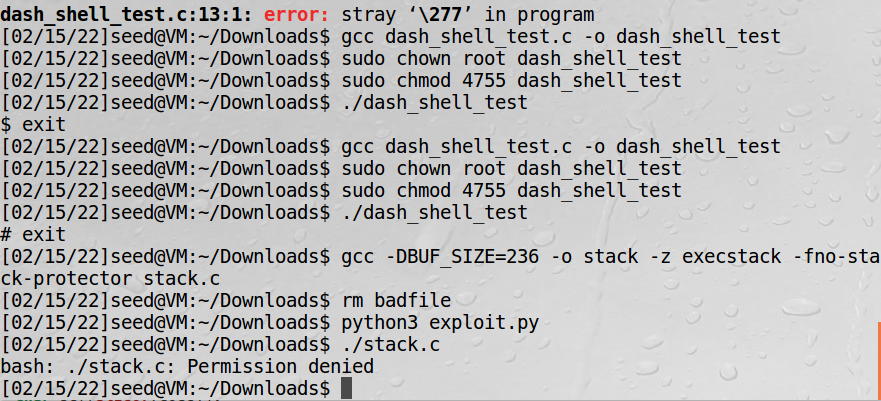 dash_shell_test.c:13:1: error: stray ‘\277’ in program
[02/15/22]seed@VM:~/Downloads$ gcc dash_shell_test.c -o dash_shell_test
[02/15/22]seed@VM:~/Downloads$ sudo chown root dash_shell_test
[02/15/22]seed@VM:~/Downloads$ sudo chmod 4755 dash_shell_test
[02/15/22]seed@VM:~/Downloads$ ./dash_shell_test
$ exit
[02/15/22]seed@VM:~/Downloads$ gcc dash_shell_test.c -o dash_shell_test
[02/15/22]seed@VM:~/Downloads$ sudo chown root dash_shell_test
[02/15/22]seed@VM:~/Downloads$ sudo chmod 4755 dash_shell_test
[02/15/22]seed@VM:~/Downloads$ ./dash_shell_test
# exit
[02/15/22]seed@VM:~/Downloads$ gcc -DBUF_SIZE=236 -o stack -z execstack -fno-sta
ck-protector stack.c
[02/15/22]seed@VM:~/Downloads$ rm badfile
[02/15/22]seed@VM:~/Downloads$ python3 exploit.py
[02/15/22]seed@VM:~/Downloads$ ./stack.c
bash: ./stack.c: Permission denied
[02/15/22]seed@VM:~/Downloads$